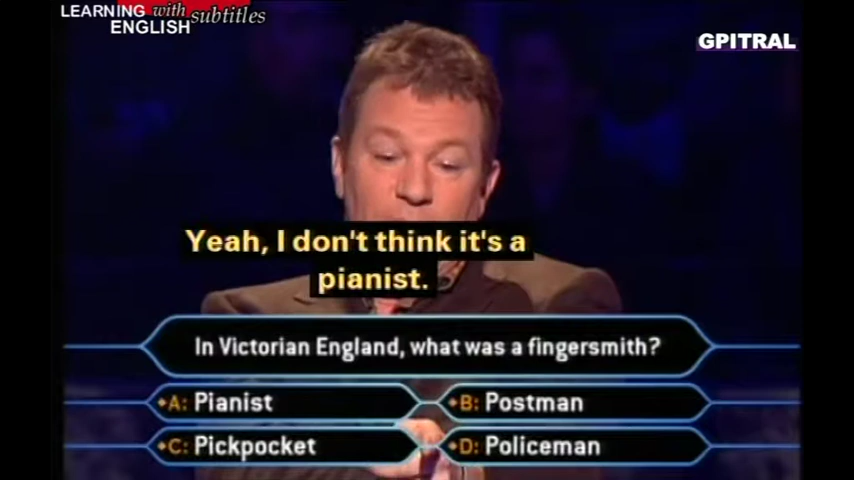 LEARNING with subtitles
ENGLISH
GPITRAL
Yeah, I don't think it's a
pianist.
In Victorian England, what was a fingersmith?
A: Pianist
B: Postman
C: Pickpocket
D: Policeman